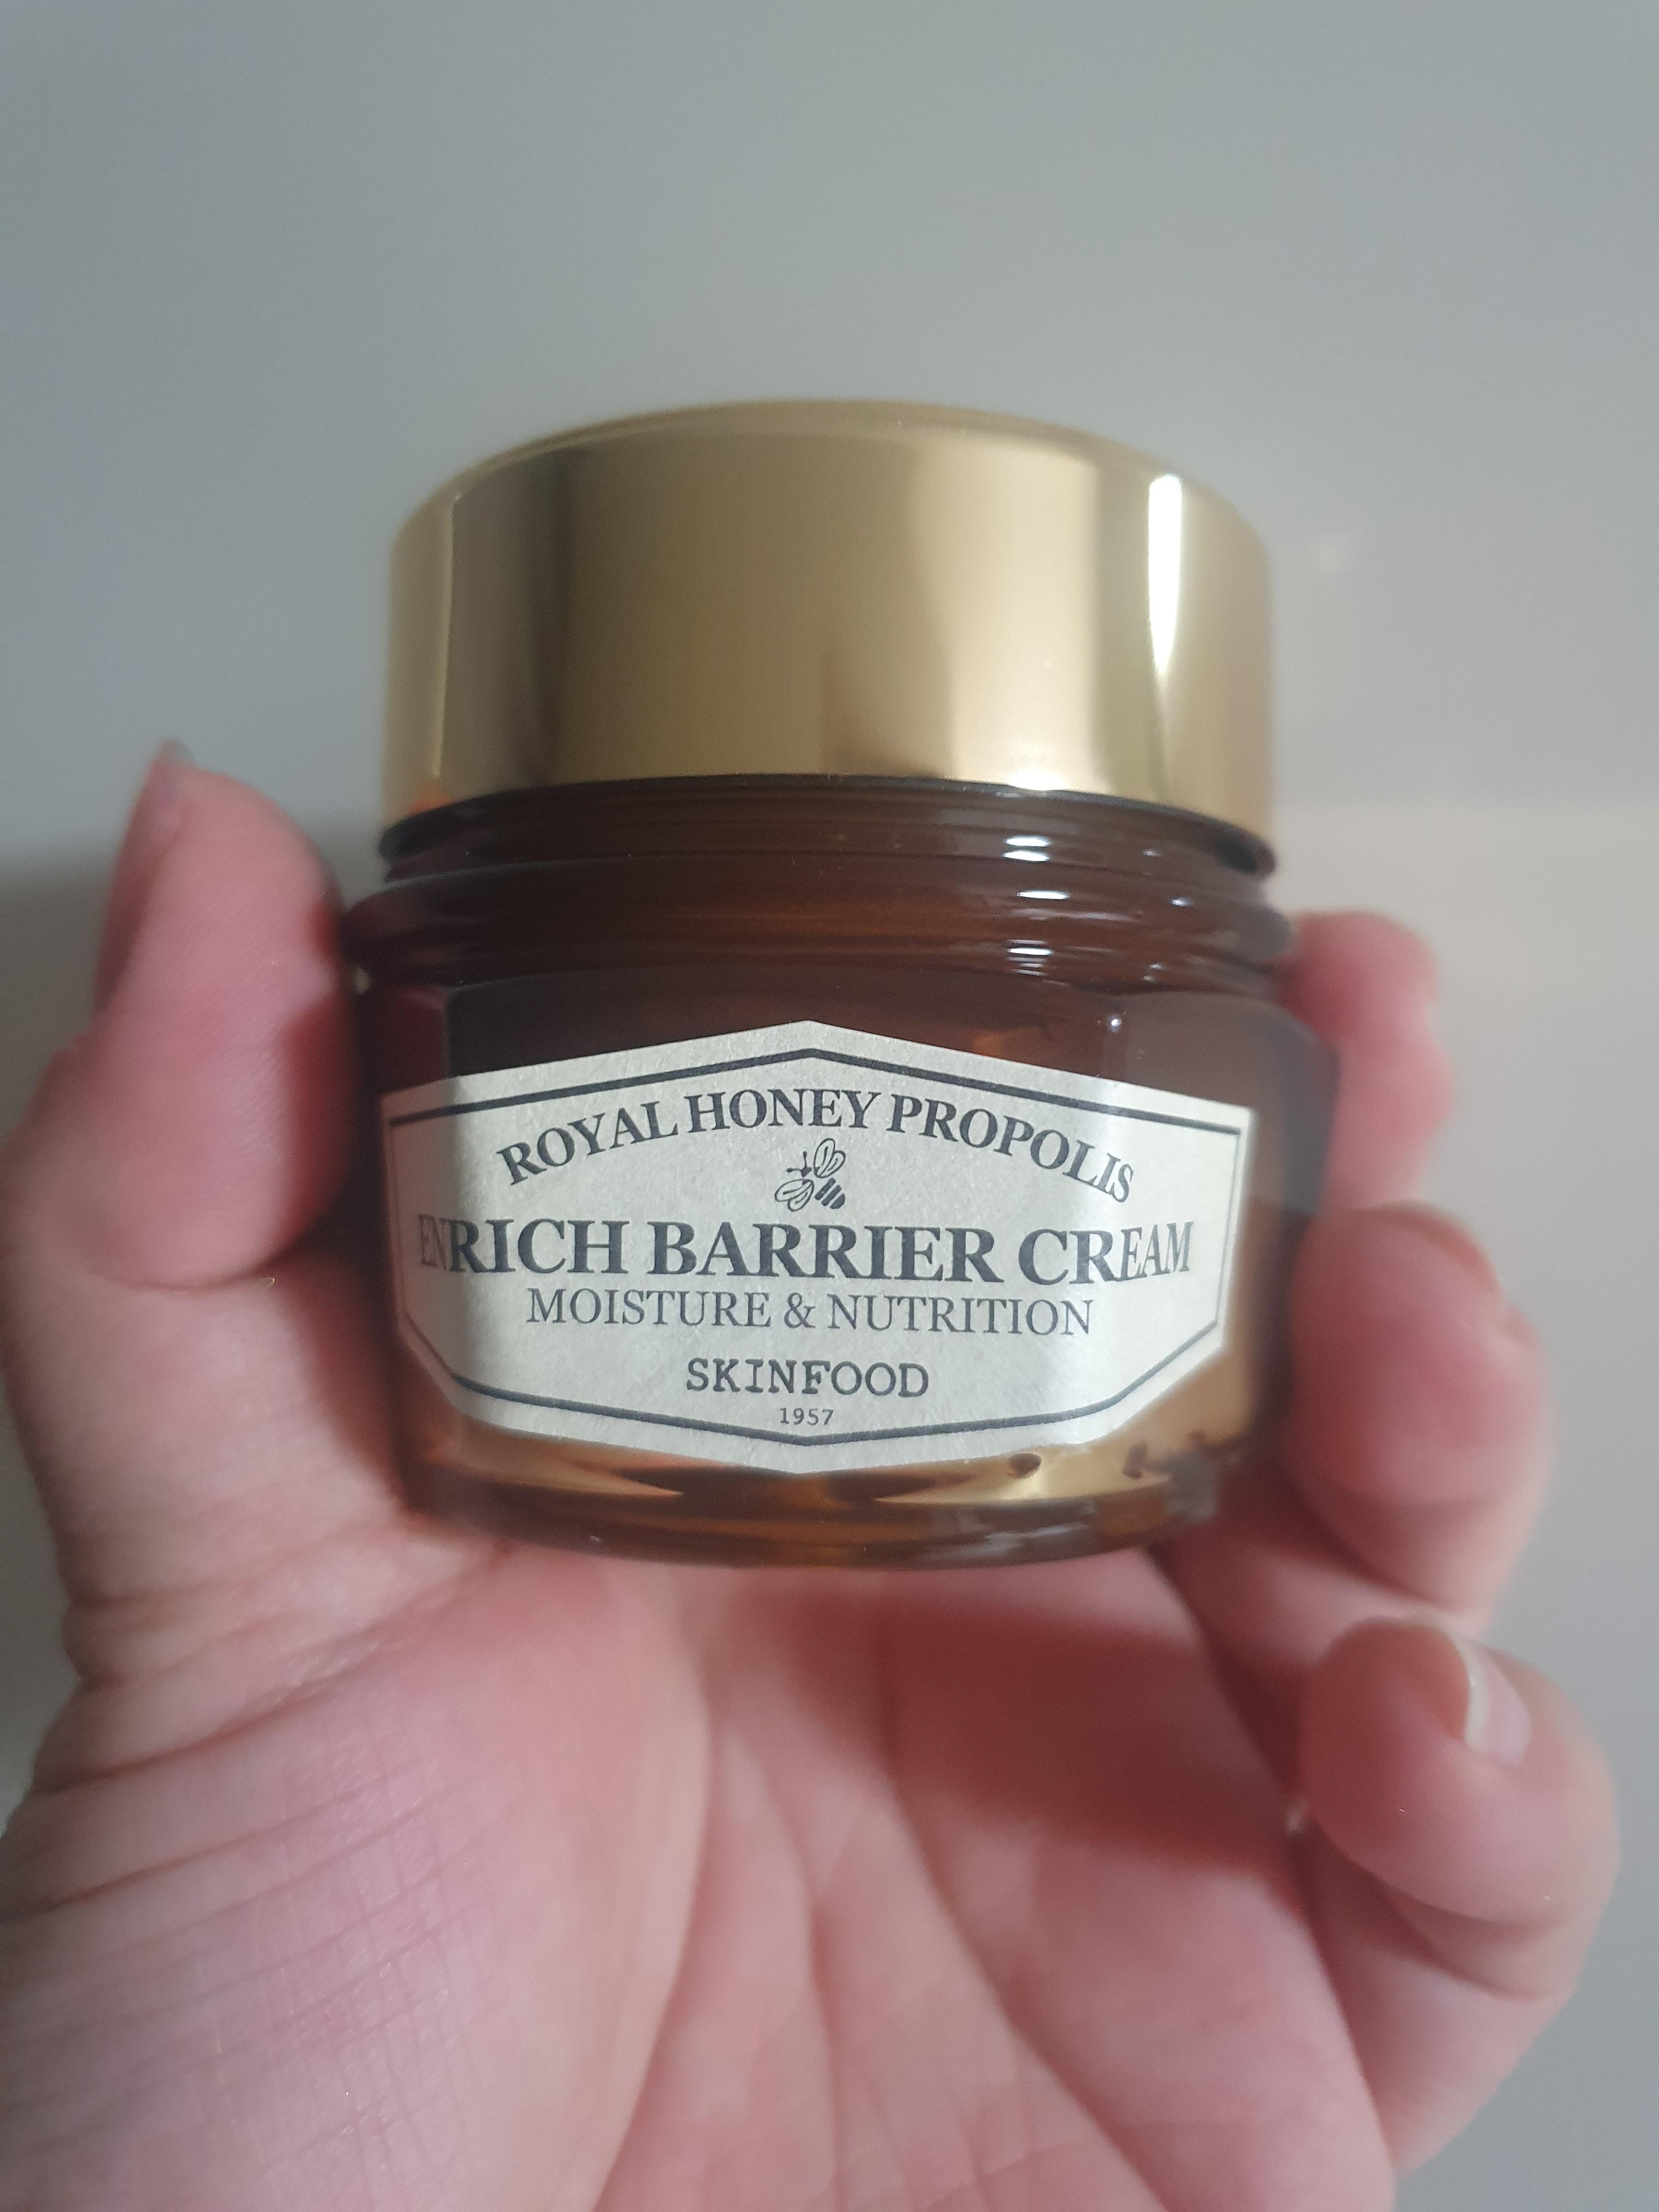 ROYAL HONEY PROPOLIS
ENRICH BARRIER CREAM
MOISTURE & NUTRITION
SKINFOOD
1957